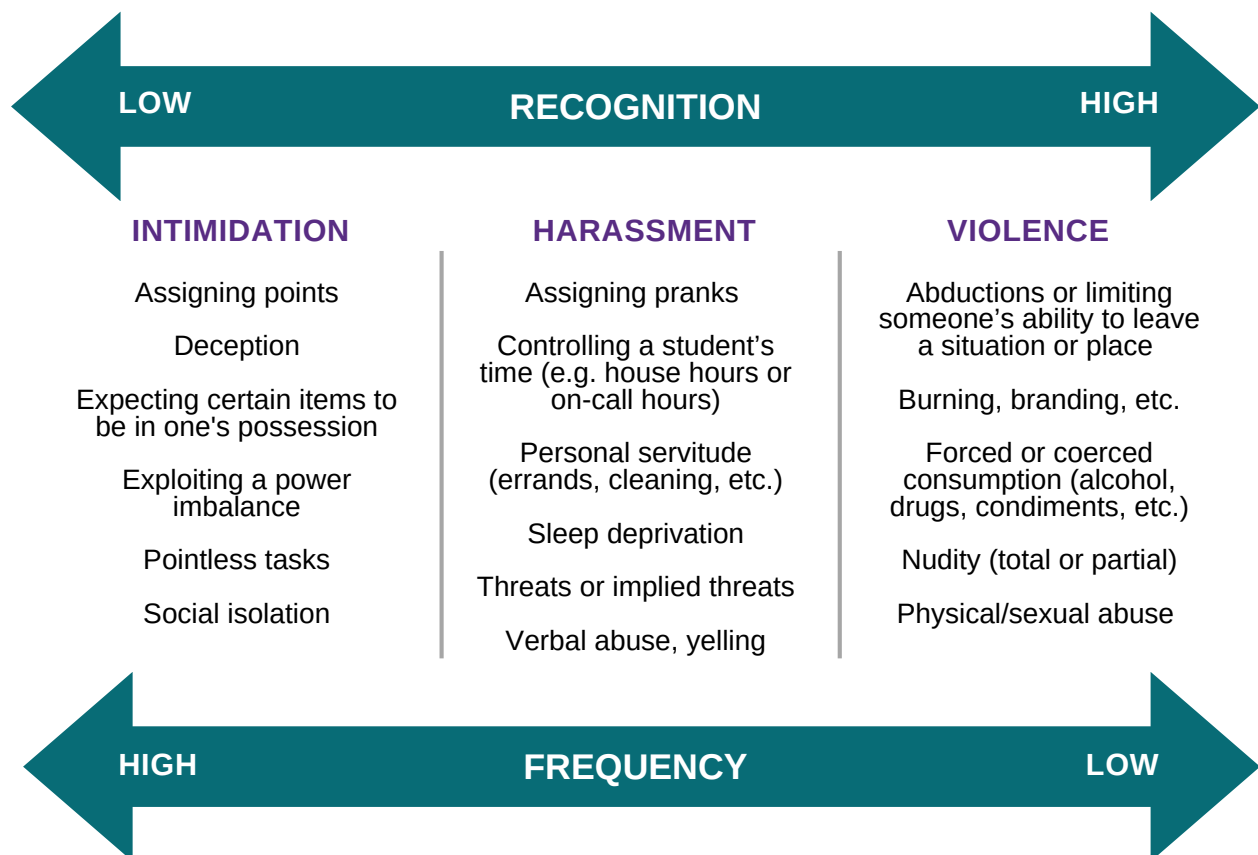 LOW RECOGNITION HIGH
INTIMIDATION
Assigning points
Deception
Expecting certain items to
be in one's possession
Exploiting a power
imbalance
Pointless tasks
Social isolation
HARASSMENT
Assigning pranks
Controlling a student’s
time (e.g. house hours or
on-call hours)
Personal servitude
(errands, cleaning, etc.)
Sleep deprivation
Threats or implied threats
Verbal abuse, yelling
VIOLENCE
Abductions or limiting
someone’s ability to leave
a situation or place
Burning, branding, etc.
Forced or coerced
consumption (alcohol,
drugs, condiments, etc.)
Nudity (total or partial)
Physical/sexual abuse
HIGH FREQUENCY LOW